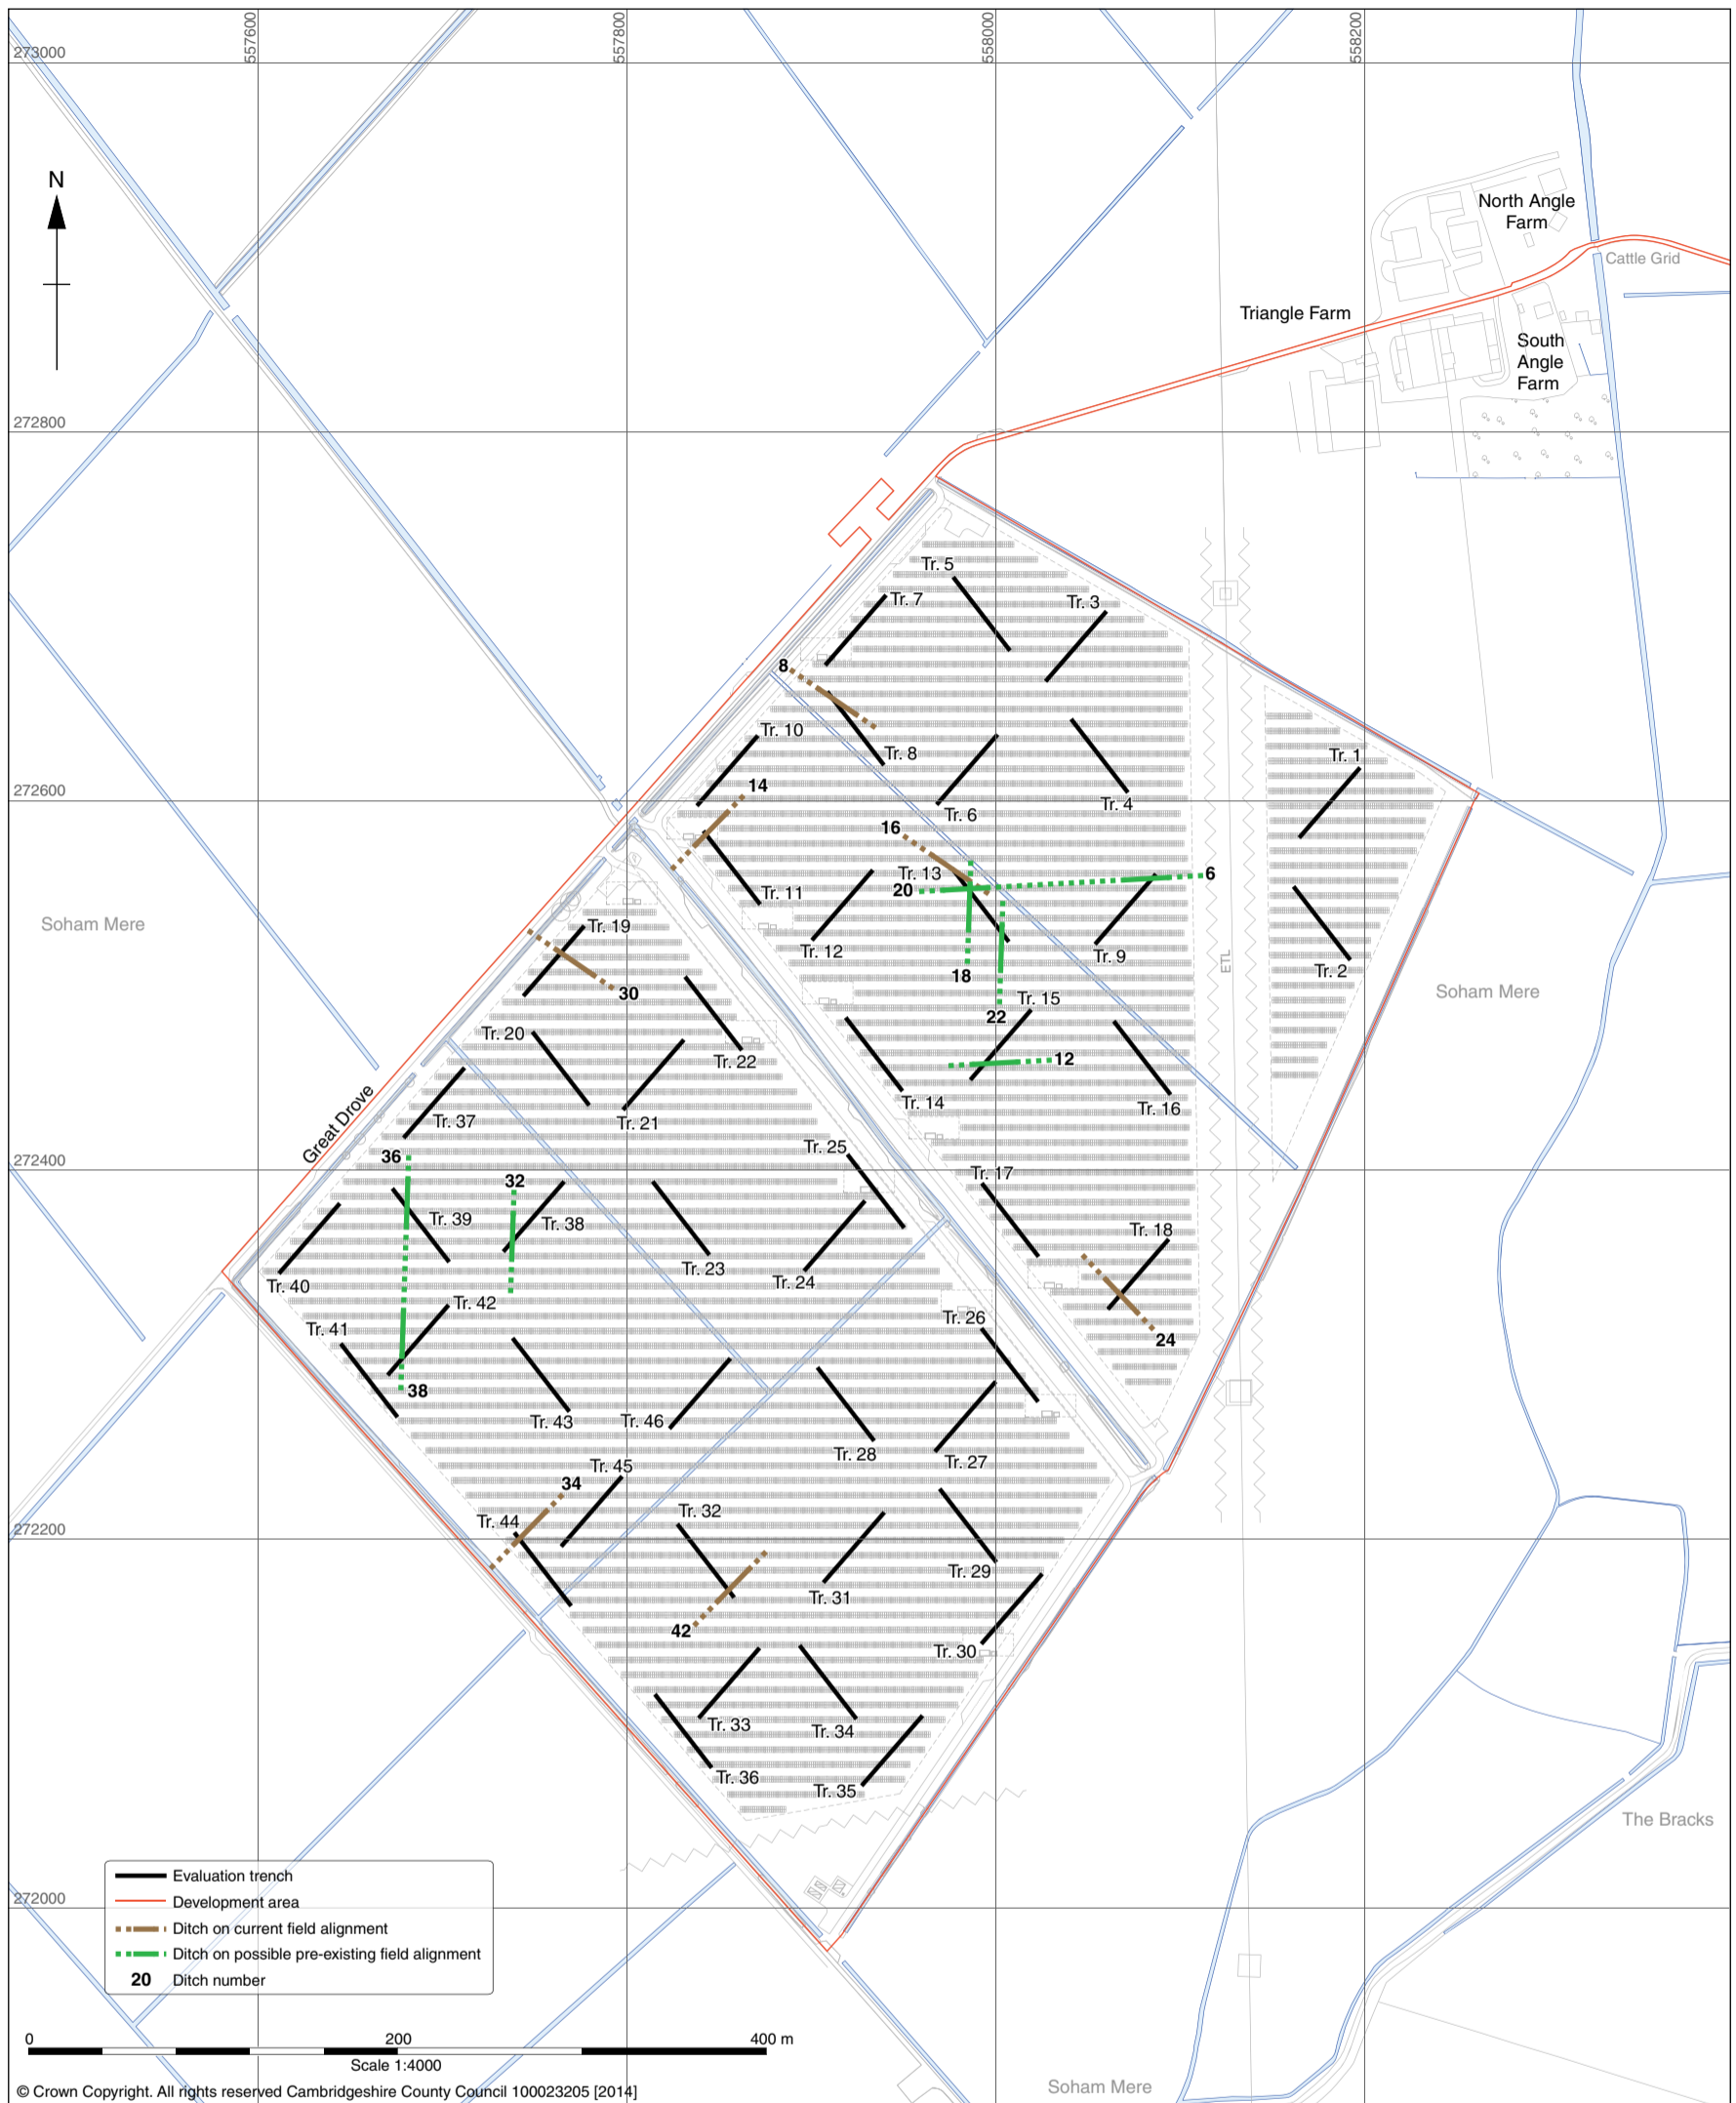 557600
557800
558000
558200
273000
N
North Angle
Farm
Cattle Grid
Triangle Farm
South
Angle
Farm
272800
Tr. 5
Tr. 7
Tr. 3
8
Tr. 10
Tr. 8
Tr. 1
14
272600
Tr. 4
Tr. 6
16
Tr. 13
6
20
Tr. 11
Soham Mere
Tr. 19
Tr. 12
Tr. 9
ETL
Tr. 2
18
30
Soham Mere
Tr. 15
22
Tr. 20
Tr. 22
12
Tr. 14
Tr. 16
Tr. 37
Tr. 21
Great Drove
Tr. 25
36
272400
Tr. 17
32
Tr. 39
Tr. 38
Tr. 18
Tr. 23
Tr. 24
Tr. 40
Tr. 42
Tr. 41
Tr. 26
24
38
Tr. 43
Tr. 46
Tr. 28
Tr. 27
Tr. 45
34
Tr. 32
Tr. 44
272200
Tr. 29
Tr. 31
42
Tr. 30
Tr. 33
Tr. 34
Tr. 36
Tr. 35
The Bracks
Evaluation trench
272000
Development area
Ditch on current field alignment
Ditch on possible pre-existing field alignment
20 Ditch number
0 200 400 m
Scale 1:4000
Soham Mere
© Crown Copyright. All rights reserved Cambridgeshire County Council 100023205 [2014]